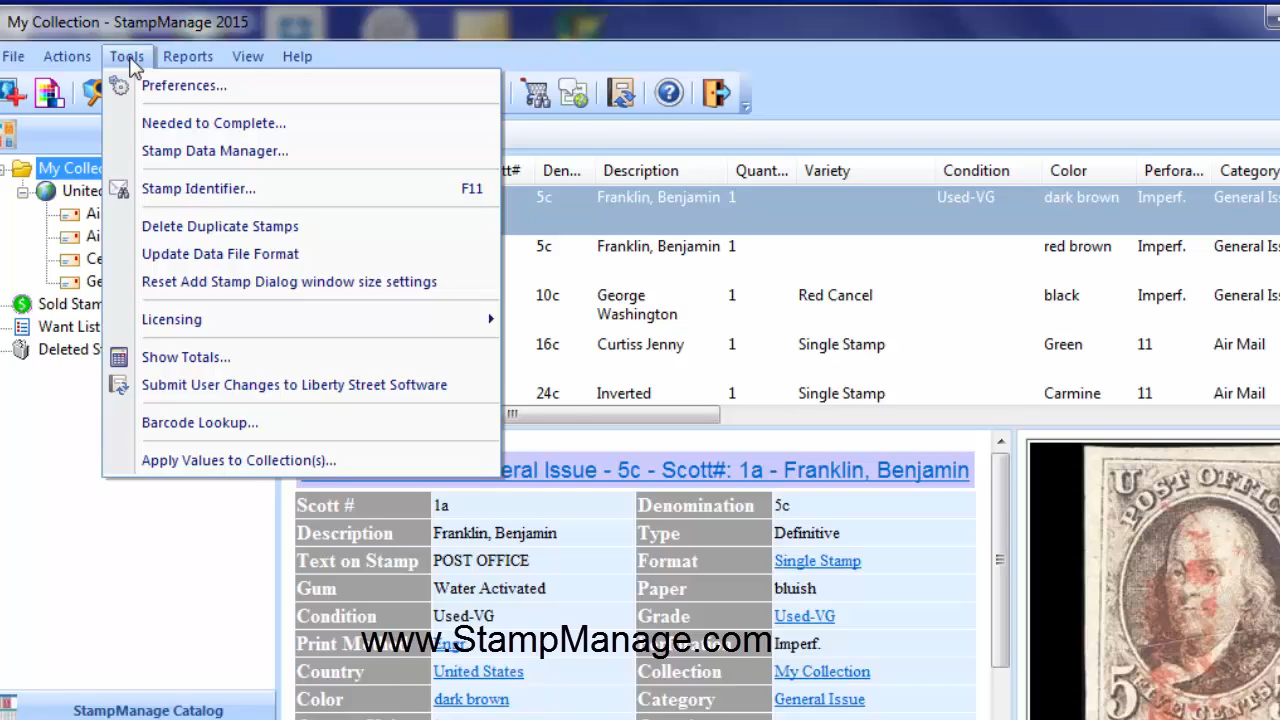 My Collection - StampManage 2015
File Actions Tools Reports View Help
Preferences...
Needed to Complete...
Stamp Data Manager...
Stamp Identifier... F11
Delete Duplicate Stamps
Update Data File Format
Reset Add Stamp Dialog window size settings
Licensing
Show Totals...
Submit User Changes to Liberty Street Software
Barcode Lookup...
Apply Values to Collection(s)...
My Colle
United
Ai
Ai
Ce
Ge
Sold Stam
Want List
Deleted S
StampManage Catalog
tt# Den... Description Quant... Variety Condition Color Perfora... Category
5c Franklin, Benjamin 1 Used-VG dark brown Imperf. General Is
5c Franklin, Benjamin 1 red brown Imperf. General Is
10c George Washington 1 Red Cancel black Imperf. General Is
16c Curtiss Jenny 1 Single Stamp Green 11 Air Mail
24c Inverted 1 Single Stamp Carmine 11 Air Mail
eral Issue - 5c - Scott#: 1a - Franklin, Benjamin
Scott # 1a Denomination 5c
Description Franklin, Benjamin Type Definitive
Text on Stamp POST OFFICE Format Single Stamp
Gum Water Activated Paper bluish
Condition Used-VG Grade Used-VG
Print M Engr Imperf.
www.StampManage.com
Country United States Collection My Collection
Color dark brown Category General Issue
U
POST OFFICE
5